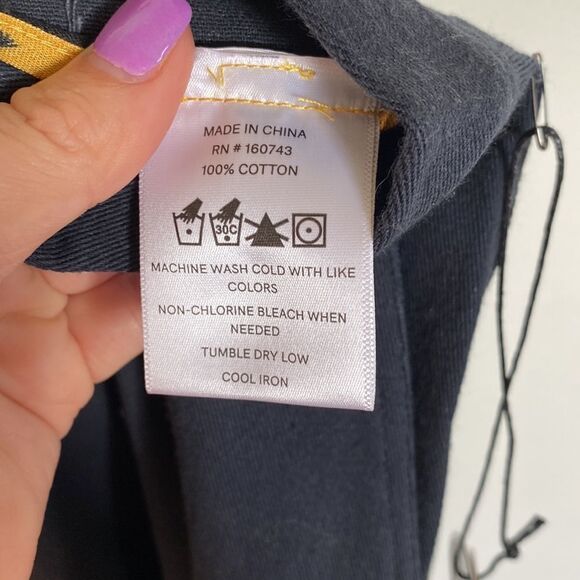 MADE IN CHINA
RN # 160743
100% COTTON
30C
MACHINE WASH COLD WITH LIKE
COLORS
NON-CHLORINE BLEACH WHEN
NEEDED
TUMBLE DRY LOW
COOL IRON